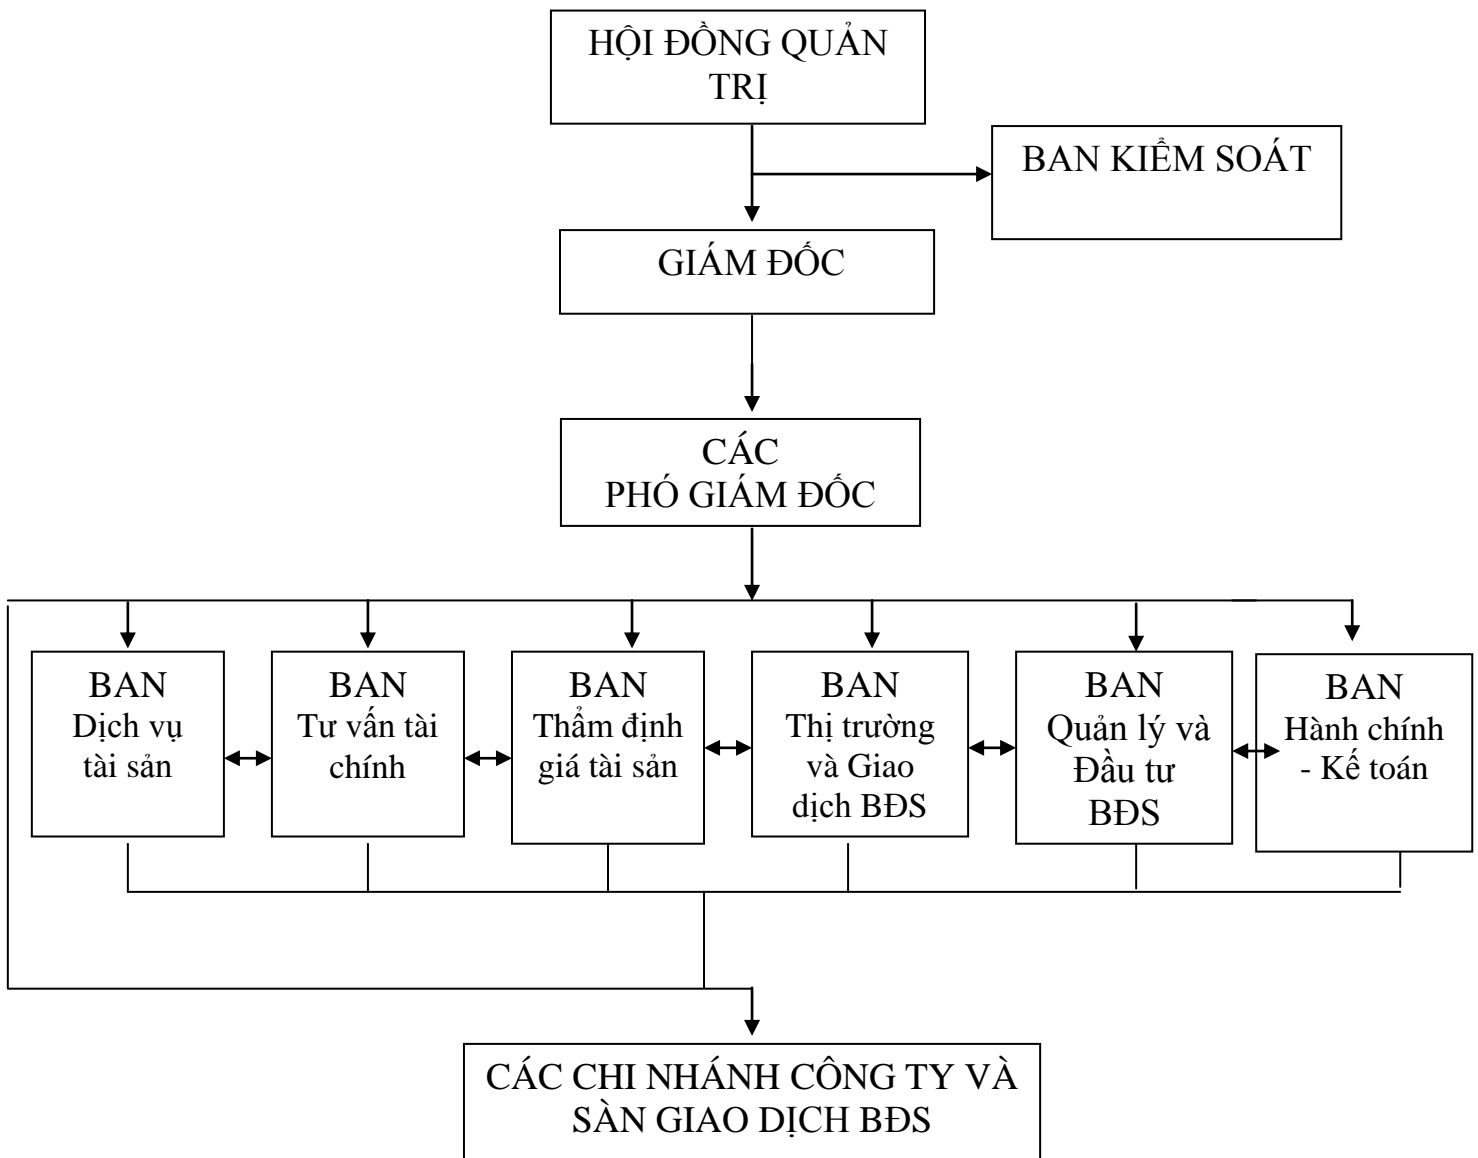 HỘI ĐỒNG QUẢN
TRỊ
BAN KIỂM SOÁT
GIÁM ĐỐC
CÁC
PHÓ GIÁM ĐỐC
BAN
Dịch vụ
tài sản
BAN
Tư vấn tài
chính
BAN
Thẩm định
giá tài sản
BAN
Thị trường
và Giao
dịch BĐS
BAN
Quản lý và
Đầu tư
BĐS
BAN
Hành chính
- Kế toán
CÁC CHI NHÁNH CÔNG TY VÀ
SÀN GIAO DỊCH BĐS